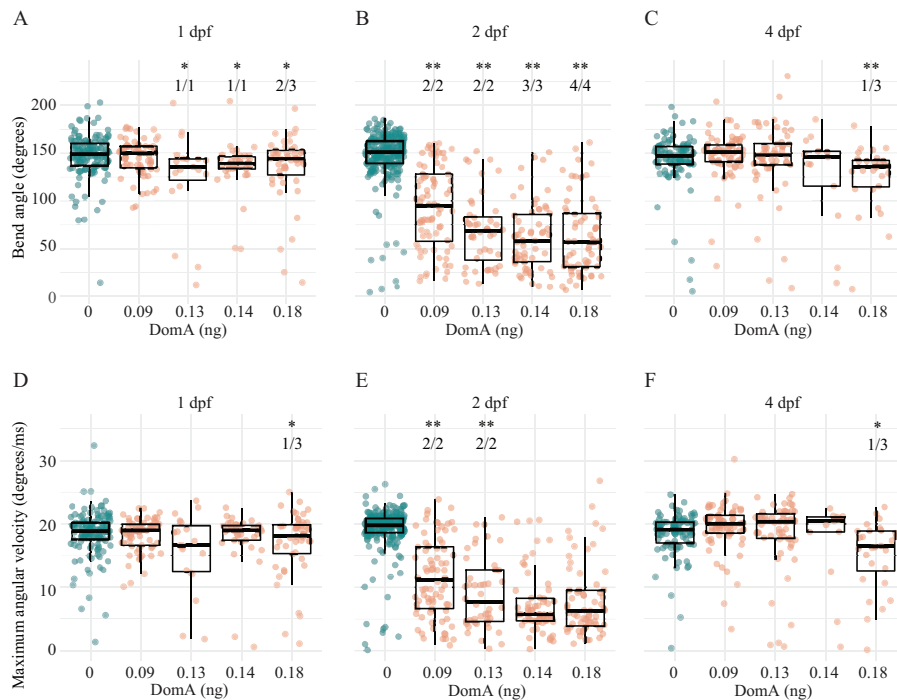 A
B
C
1 dpf
2 dpf
4 dpf
* * *
1/1 1/1 2/3
** ** ** **
2/2 2/2 3/3 4/4
**
1/3
Bend angle (degrees)
200
150
100
50
0
0 0.09 0.13 0.14 0.18
DomA (ng)
0 0.09 0.13 0.14 0.18
DomA (ng)
0 0.09 0.13 0.14 0.18
DomA (ng)
D
E
F
1 dpf
2 dpf
4 dpf
*
1/3
** **
2/2 2/2
*
1/3
Maximum angular velocity (degrees/ms)
30
20
10
0
0 0.09 0.13 0.14 0.18
DomA (ng)
0 0.09 0.13 0.14 0.18
DomA (ng)
0 0.09 0.13 0.14 0.18
DomA (ng)